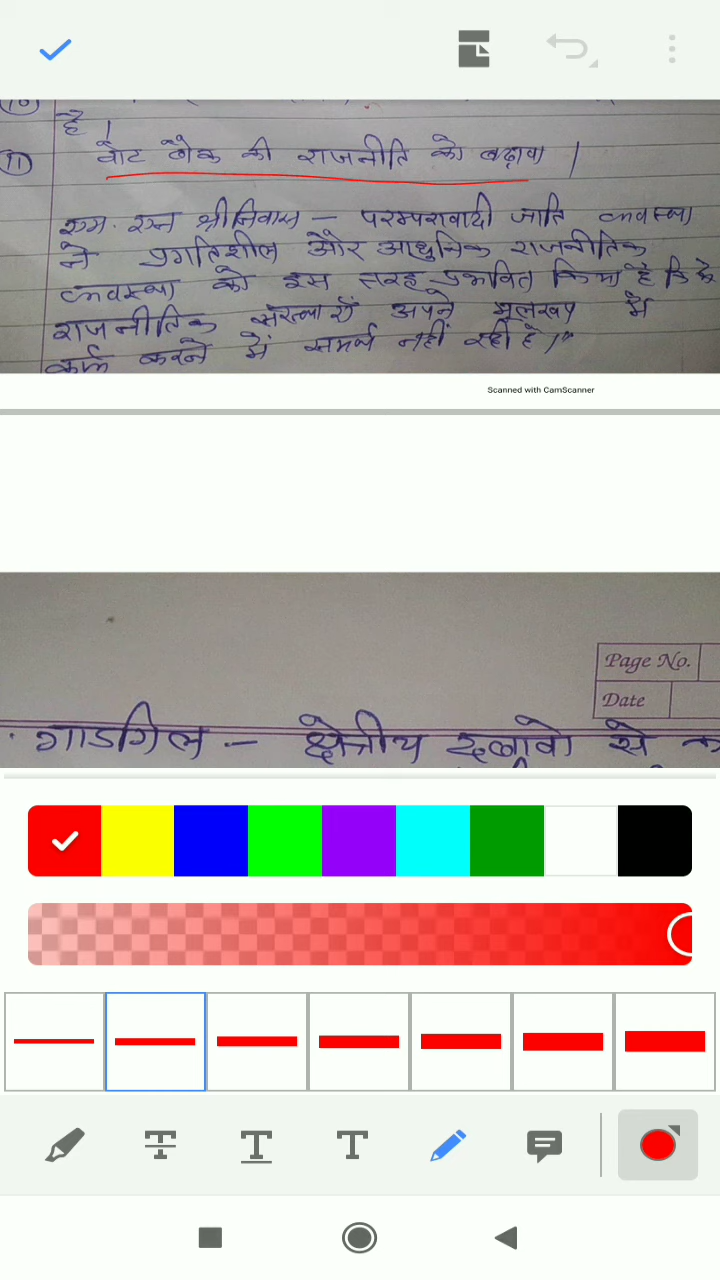 है।
11 वोट बैंक की राजनीति को बढ़ावा।
एम. एन श्रीनिवास – परम्परावादी जाति व्यवस्था
ने प्रगतिशील और आधुनिक राजनीतिक
व्यवस्था को इस तरह प्रभावित किया है कि ये
राजनीतिक संस्थाएँ अपने मूलरूप में
कार्य करने में समर्थ नहीं रही है।"
Scanned with CamScanner
Page No.
Date
. गाडगिल – क्षेत्रीय दबावो से